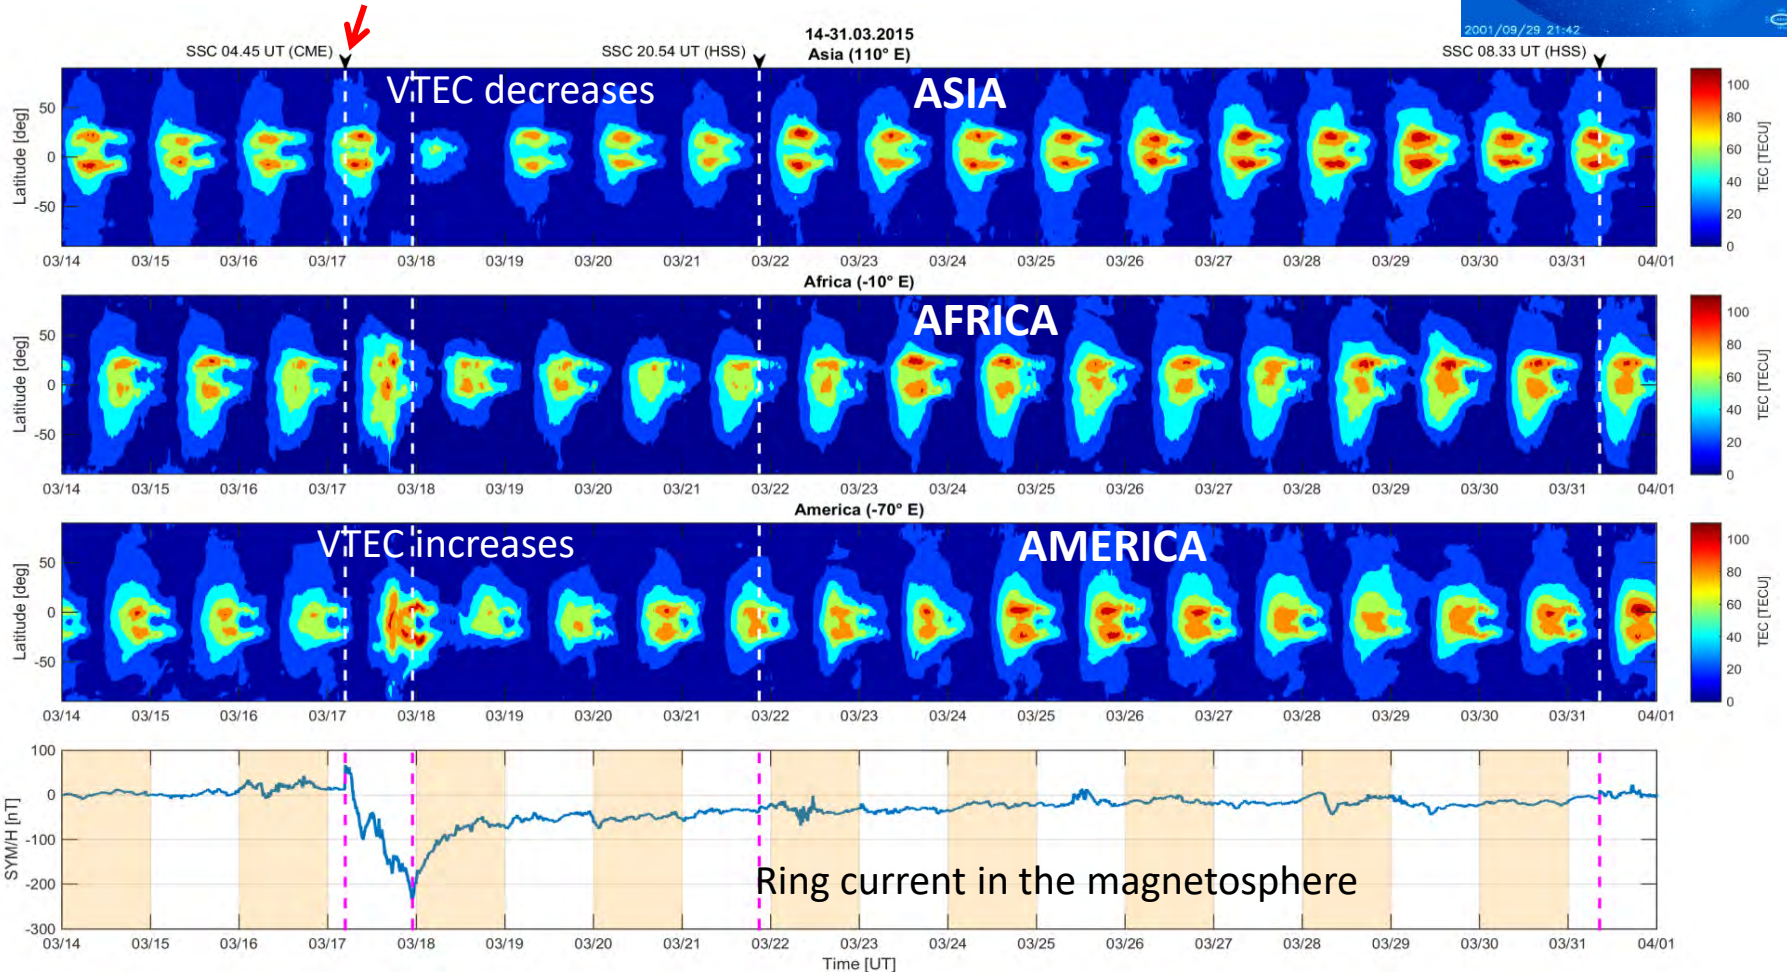 2001/09/29 21:42
14-31.03.2015
SSC 04.45 UT (CME)
SSC 20.54 UT (HSS)
Asia (110° E)
SSC 08.33 UT (HSS)
VTEC decreases
ASIA
Latitude [deg]
50
0
-50
03/14 03/15 03/16 03/17 03/18 03/19 03/20 03/21 03/22 03/23 03/24 03/25 03/26 03/27 03/28 03/29 03/30 03/31 04/01
100
80
60
40
20
0
TEC [TECU]
Africa (-10° E)
AFRICA
Latitude [deg]
50
0
-50
03/14 03/15 03/16 03/17 03/18 03/19 03/20 03/21 03/22 03/23 03/24 03/25 03/26 03/27 03/28 03/29 03/30 03/31 04/01
100
80
60
40
20
0
TEC [TECU]
America (-70° E)
VTEC increases
AMERICA
Latitude [deg]
50
0
-50
03/14 03/15 03/16 03/17 03/18 03/19 03/20 03/21 03/22 03/23 03/24 03/25 03/26 03/27 03/28 03/29 03/30 03/31 04/01
100
80
60
40
20
0
TEC [TECU]
SYM/H [nT]
100
0
-100
-200
-300
Ring current in the magnetosphere
03/14 03/15 03/16 03/17 03/18 03/19 03/20 03/21 03/22 03/23 03/24 03/25 03/26 03/27 03/28 03/29 03/30 03/31 04/01
Time [UT]